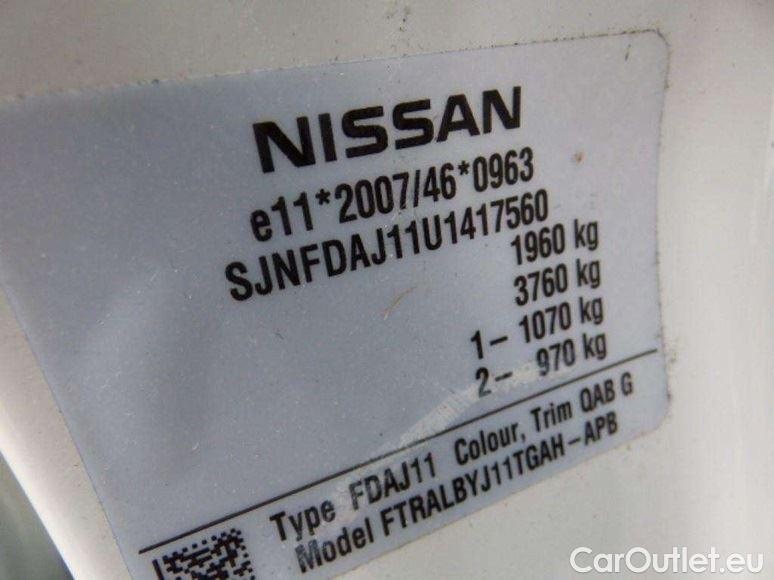 NISSAN
e11*2007/46*0963
SJNFDAJ11U1417560
1960 kg
3760 kg
1– 1070 kg
2– 970 kg
Type FDAJ11 Colour, Trim QAB G
Model FTRALBYJ11TGAH–APB
CarOutlet.eu